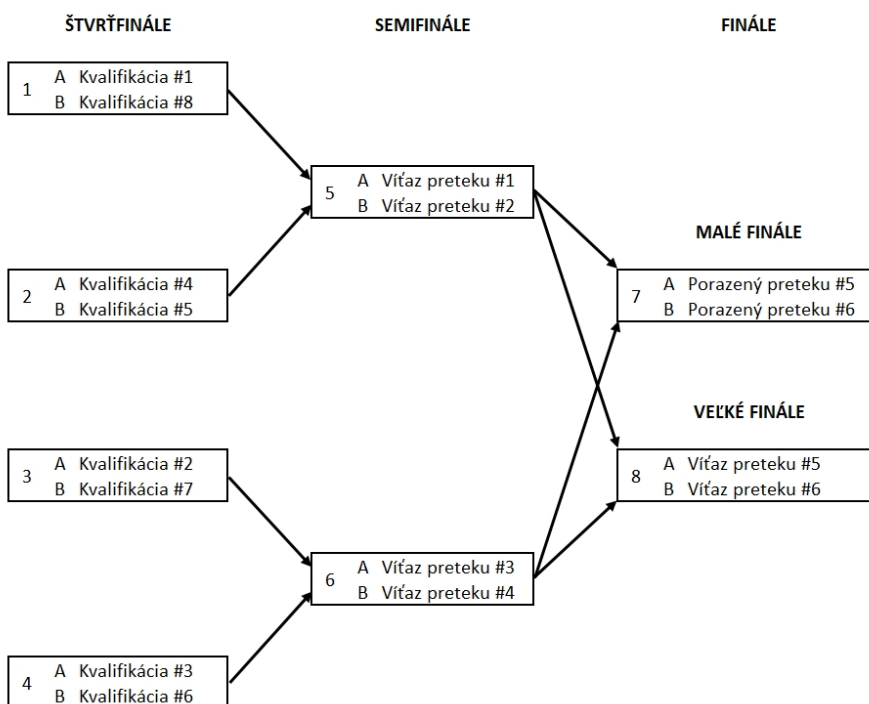 ŠTVRŤFINÁLE
SEMIFINÁLE
FINÁLE
1
A Kvalifikácia #1
B Kvalifikácia #8
5
A Víťaz preteku #1
B Víťaz preteku #2
MALÉ FINÁLE
2
A Kvalifikácia #4
B Kvalifikácia #5
7
A Porazený preteku #5
B Porazený preteku #6
VEĽKÉ FINÁLE
3
A Kvalifikácia #2
B Kvalifikácia #7
8
A Víťaz preteku #5
B Víťaz preteku #6
6
A Víťaz preteku #3
B Víťaz preteku #4
4
A Kvalifikácia #3
B Kvalifikácia #6